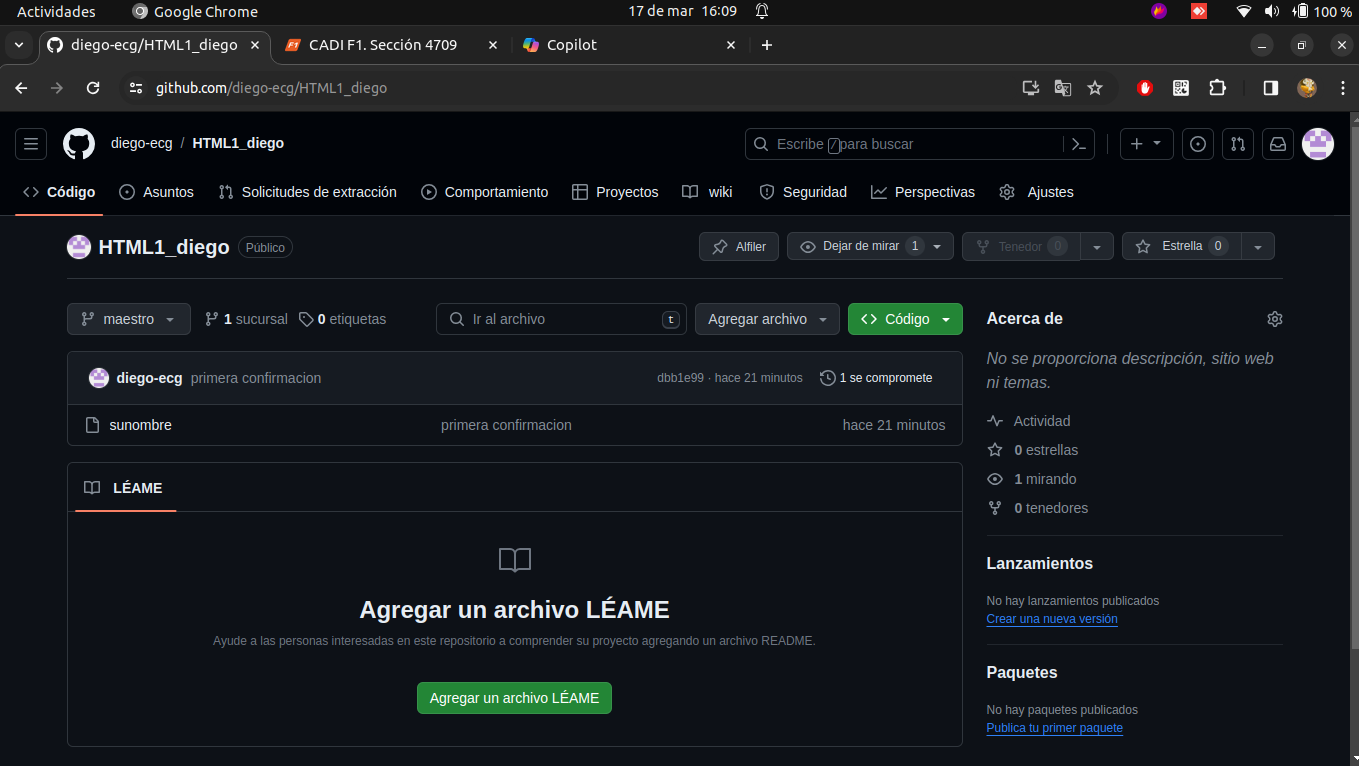 Actividades Google Chrome 17 de mar 16:09 100 %
diego-ecg/HTML1_diego CADI F1. Sección 4709 Copilot
github.com/diego-ecg/HTML1_diego
diego-ecg / HTML1_diego Escribe / para buscar
Código Asuntos Solicitudes de extracción Comportamiento Proyectos wiki Seguridad Perspectivas Ajustes
HTML1_diego Público Alfiler Dejar de mirar 1 Tenedor 0 Estrella 0
maestro 1 sucursal 0 etiquetas Ir al archivo t Agregar archivo Código
diego-ecg primera confirmacion dbb1e99 · hace 21 minutos 1 se compromete
sunombre primera confirmacion hace 21 minutos
LÉAME
Agregar un archivo LÉAME
Ayude a las personas interesadas en este repositorio a comprender su proyecto agregando un archivo README.
Agregar un archivo LÉAME
Acerca de
No se proporciona descripción, sitio web
ni temas.
Actividad
0 estrellas
1 mirando
0 tenedores
Lanzamientos
No hay lanzamientos publicados
Crear una nueva versión
Paquetes
No hay paquetes publicados
Publica tu primer paquete